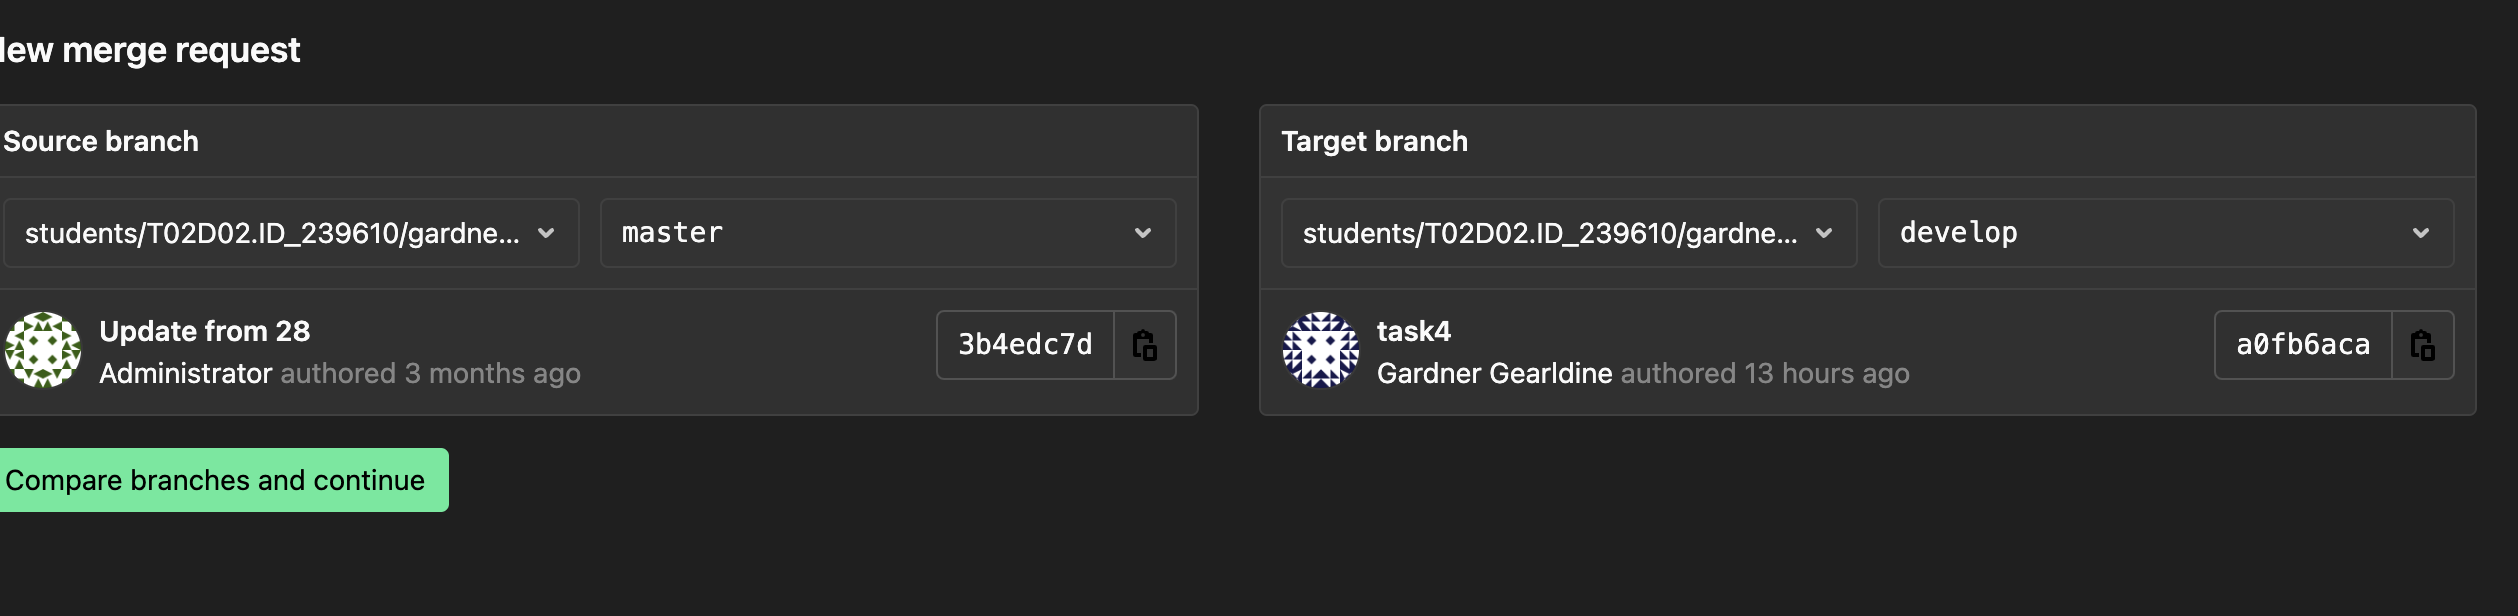 New merge request
Source branch
students/T02D02.ID_239610/gardne...
master
Update from 28
Administrator authored 3 months ago
3b4edc7d
Target branch
students/T02D02.ID_239610/gardne...
develop
task4
Gardner Gearldine authored 13 hours ago
a0fb6aca
Compare branches and continue